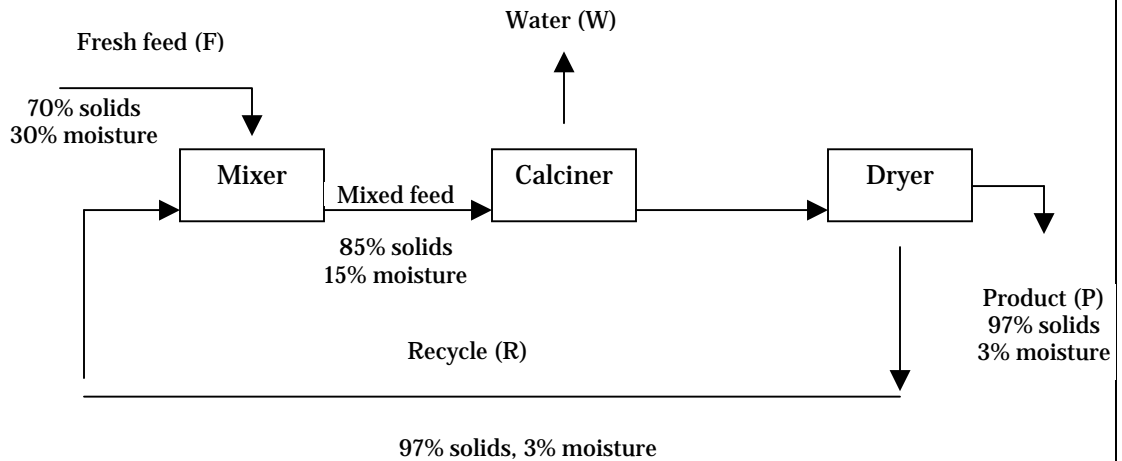 Water (W)
Fresh feed (F)
70% solids
30% moisture
Mixer
Mixed feed
85% solids
15% moisture
Calciner
Dryer
Product (P)
97% solids
3% moisture
Recycle (R)
97% solids, 3% moisture